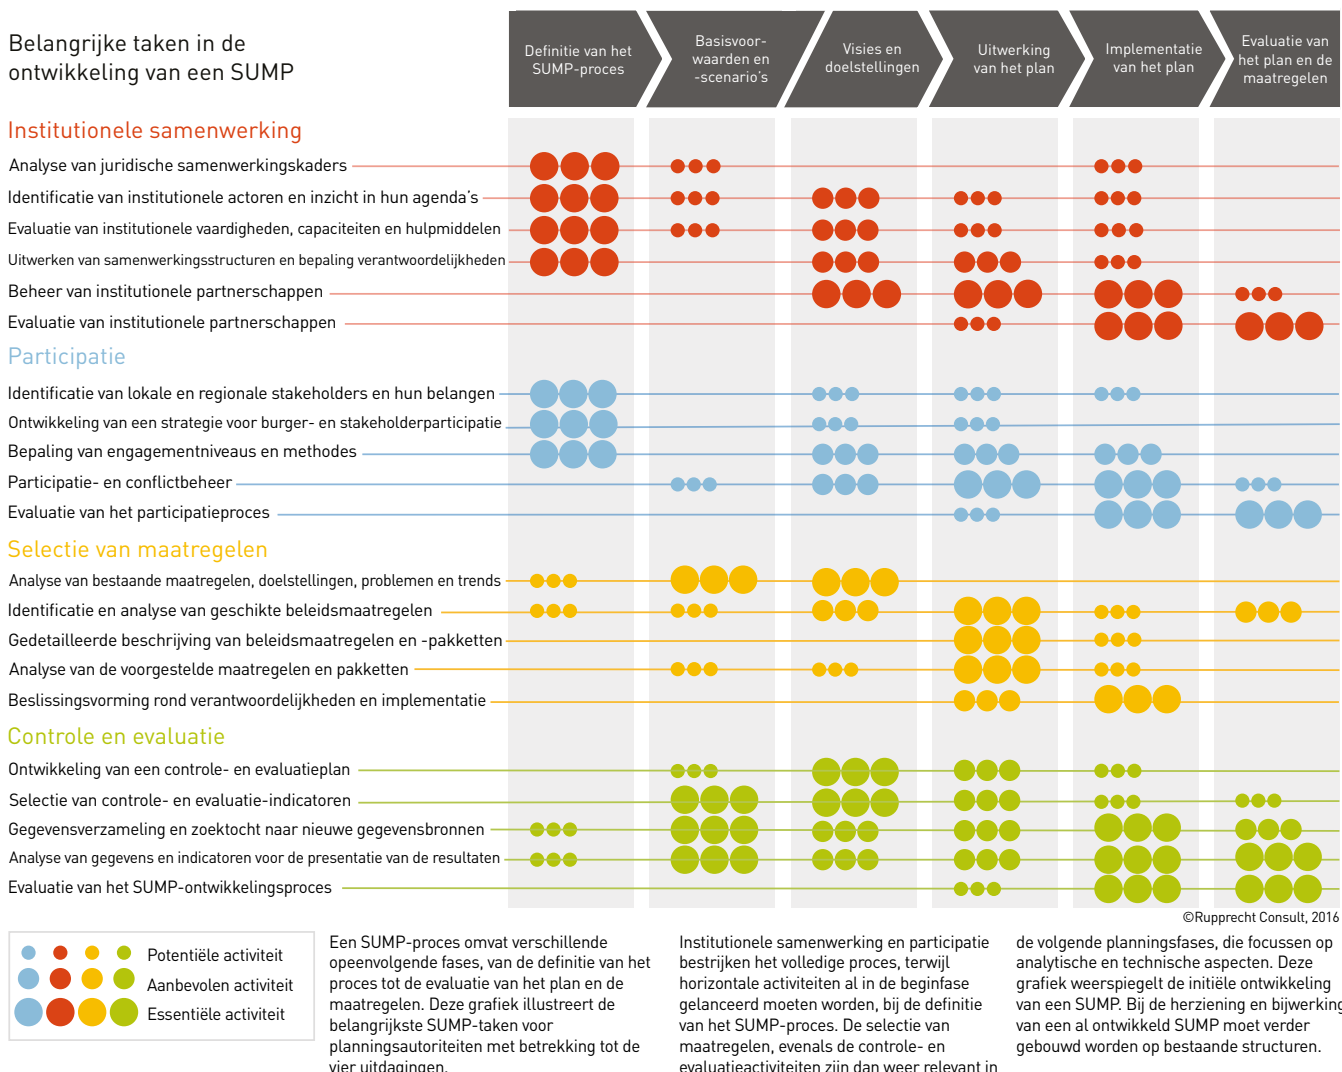 Belangrijke taken in de
ontwikkeling van een SUMP
Definitie van het
SUMP-proces
Basisvoor-
waarden en
-scenario's
Visies en
doelstellingen
Uitwerking
van het plan
Implementatie
van het plan
Evaluatie van
het plan en de
maatregelen
Institutionele samenwerking
Analyse van juridische samenwerkingskaders
Identificatie van institutionele actoren en inzicht in hun agenda's
Evaluatie van institutionele vaardigheden, capaciteiten en hulpmiddelen
Uitwerken van samenwerkingsstructuren en bepaling verantwoordelijkheden
Beheer van institutionele partnerschappen
Evaluatie van institutionele partnerschappen
Participatie
Identificatie van lokale en regionale stakeholders en hun belangen
Ontwikkeling van een strategie voor burger- en stakeholderparticipatie
Bepaling van engagementniveaus en methodes
Participatie- en conflictbeheer
Evaluatie van het participatieproces
Selectie van maatregelen
Analyse van bestaande maatregelen, doelstellingen, problemen en trends
Identificatie en analyse van geschikte beleidsmaatregelen
Gedetailleerde beschrijving van beleidsmaatregelen en -pakketten
Analyse van de voorgestelde maatregelen en pakketten
Beslissingsvorming rond verantwoordelijkheden en implementatie
Controle en evaluatie
Ontwikkeling van een controle- en evaluatieplan
Selectie van controle- en evaluatie-indicatoren
Gegevensverzameling en zoektocht naar nieuwe gegevensbronnen
Analyse van gegevens en indicatoren voor de presentatie van de resultaten
Evaluatie van het SUMP-ontwikkelingsproces
©Rupprecht Consult, 2016
Potentiële activiteit
Aanbevolen activiteit
Essentiële activiteit
Een SUMP-proces omvat verschillende
opeenvolgende fases, van de definitie van het
proces tot de evaluatie van het plan en de
maatregelen. Deze grafiek illustreert de
belangrijkste SUMP-taken voor
planningsautoriteiten met betrekking tot de
vier uitdagingen.
Institutionele samenwerking en participatie
bestrijken het volledige proces, terwijl
horizontale activiteiten al in de beginfase
gelanceerd moeten worden, bij de definitie
van het SUMP-proces. De selectie van
maatregelen, evenals de controle- en
evaluatieactiviteiten zijn dan weer relevant in
de volgende planningsfases, die focussen op
analytische en technische aspecten. Deze
grafiek weerspiegelt de initiële ontwikkeling
van een SUMP. Bij de herziening en bijwerking
van een al ontwikkeld SUMP moet verder
gebouwd worden op bestaande structuren.